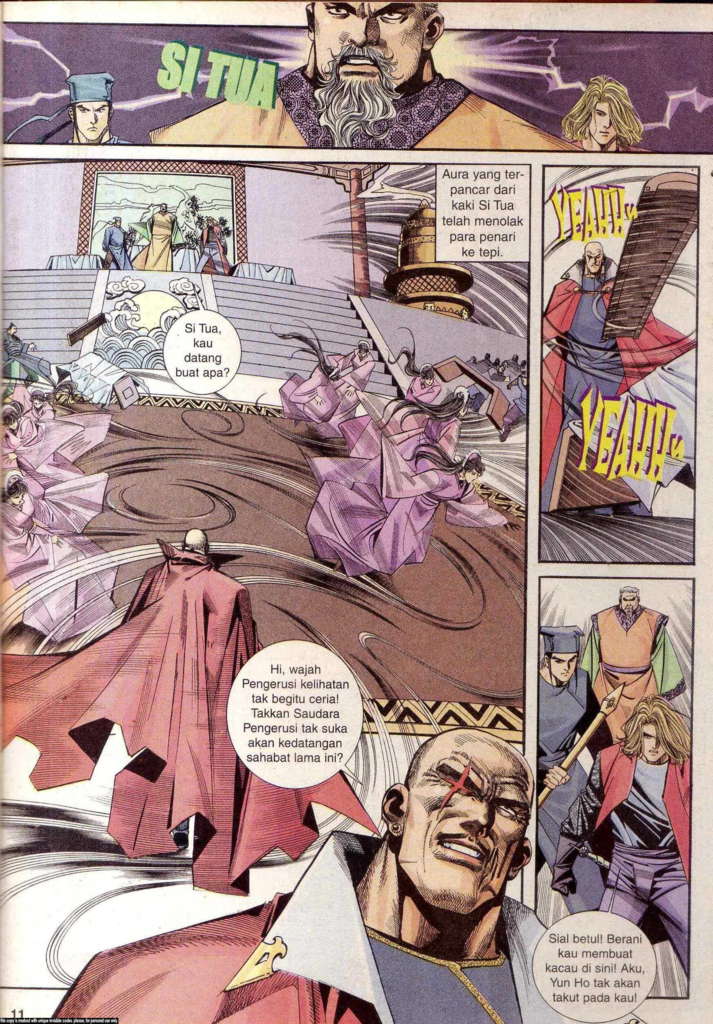 SI TUA
Aura yang ter-
pancar dari
kaki Si Tua
telah menolak
para penari
ke tepi.
Si Tua,
kau
datang
buat apa?
YEAHH
YEAHH
Hi, wajah
Pengerusi kelihatan
tak begitu ceria!
Takkan Saudara
Pengerusi tak suka
akan kedatangan
sahabat lama ini?
Sial betul! Berani
kau membuat
kacau di sini! Aku,
Yun Ho tak akan
takut pada kau!
11